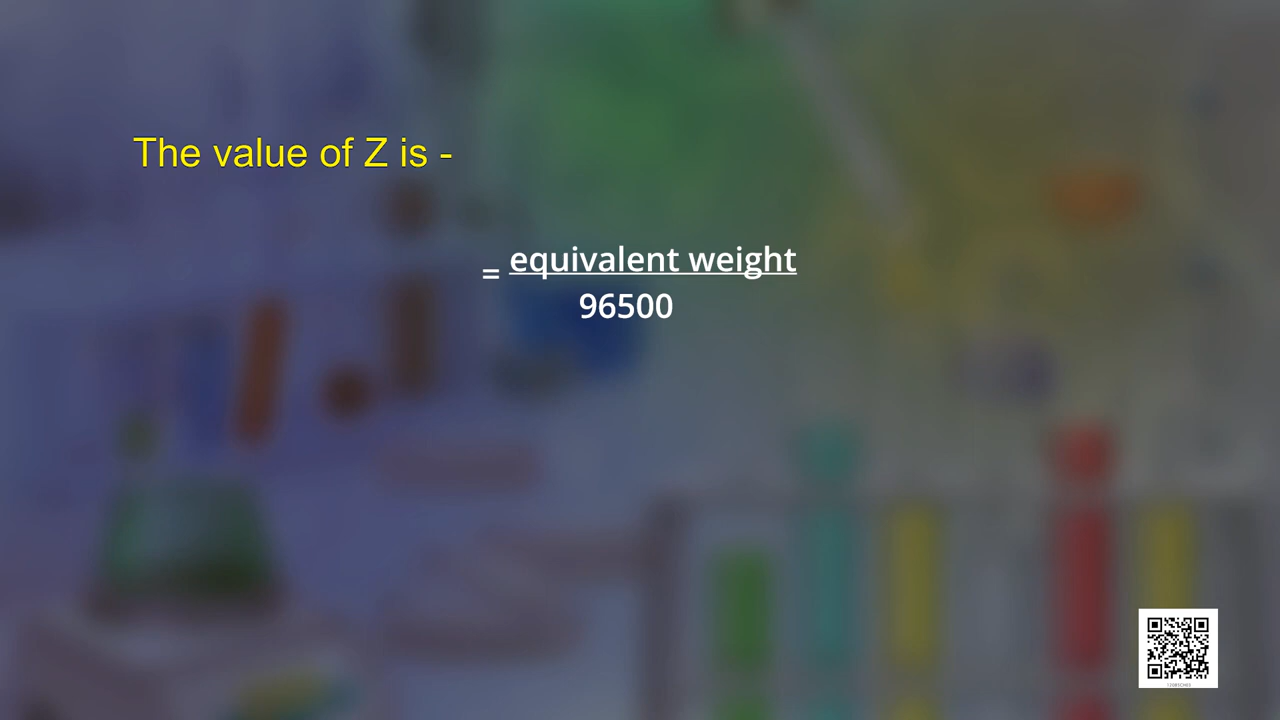 The value of Z is -
= equivalent weight
96500